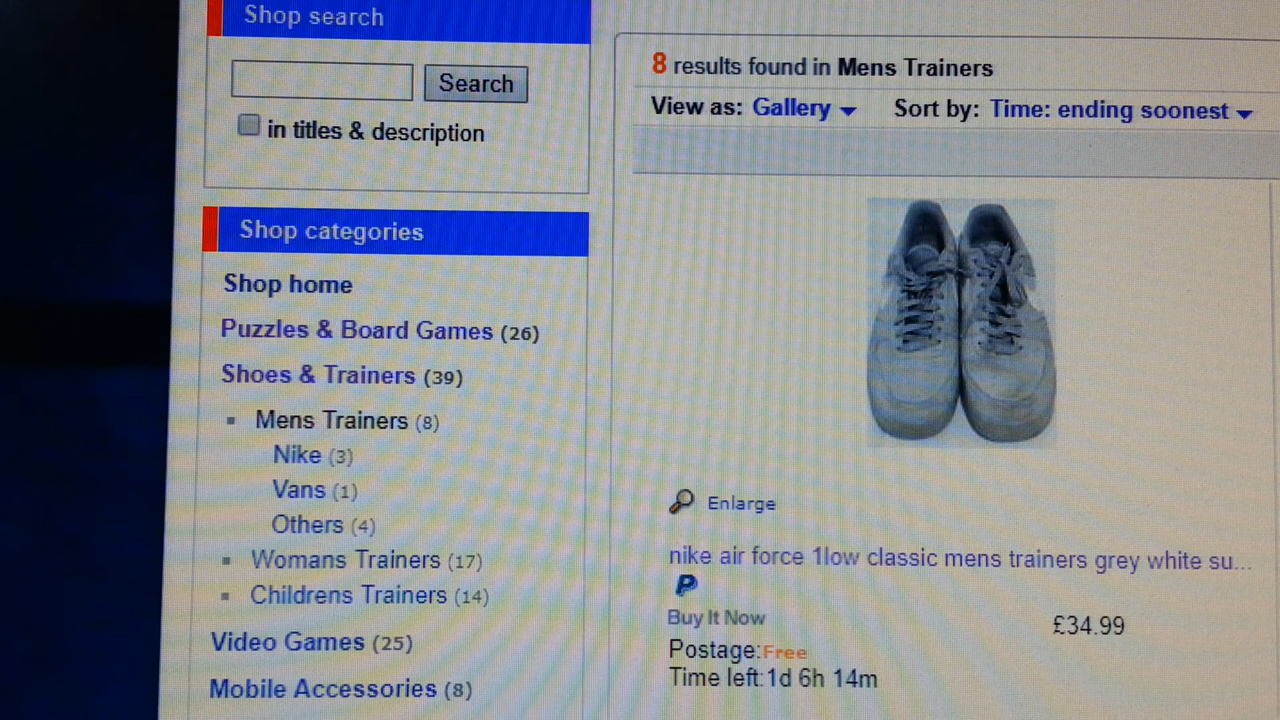 Shop search
Search
in titles & description
Shop categories
Shop home
Puzzles & Board Games (26)
Shoes & Trainers (39)
Mens Trainers (8)
Nike (3)
Vans (1)
Others (4)
Womans Trainers (17)
Childrens Trainers (14)
Video Games (25)
Mobile Accessories (8)
8 results found in Mens Trainers
View as: Gallery Sort by: Time: ending soonest
Enlarge
nike air force 1low classic mens trainers grey white su...
P
Buy It Now
£34.99
Postage:Free
Time left:1d 6h 14m